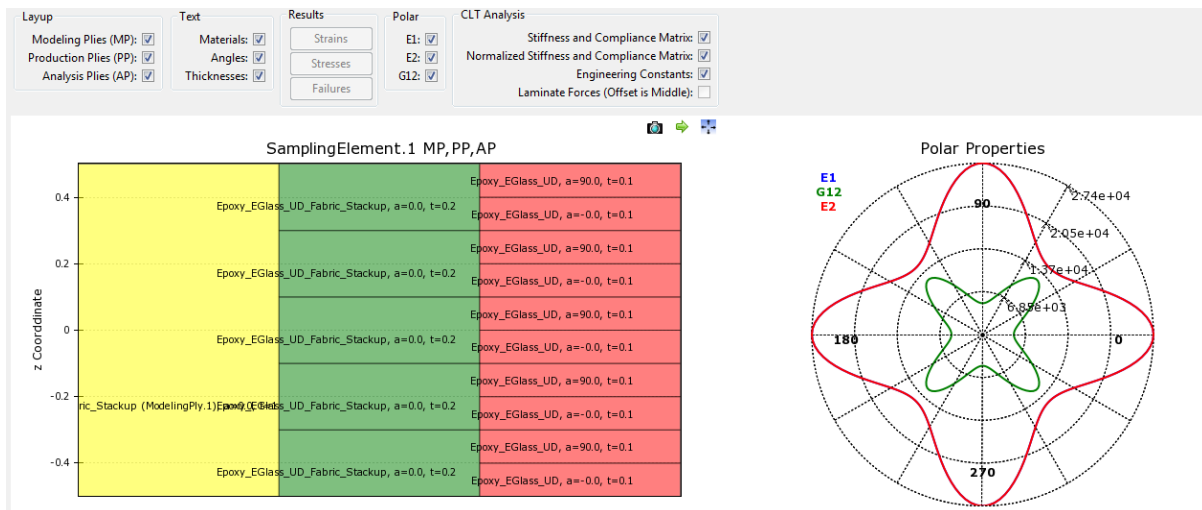 Layup
Modeling Plies (MP):
Production Plies (PP):
Analysis Plies (AP):
Text
Materials:
Angles:
Thicknesses:
Results
Strains
Stresses
Failures
Polar
E1:
E2:
G12:
CLT Analysis
Stiffness and Compliance Matrix:
Normalized Stiffness and Compliance Matrix:
Engineering Constants:
Laminate Forces (Offset is Middle):
SamplingElement.1 MP,PP,AP
z Coorddinate
0.4
0.2
0
-0.2
-0.4
ric_Stackup (ModelingPly.1)
Epoxy_EGlass_UD_Fabric_Stackup, a=0.0, t=0.2
Epoxy_EGlass_UD_Fabric_Stackup, a=0.0, t=0.2
Epoxy_EGlass_UD_Fabric_Stackup, a=0.0, t=0.2
Epoxy_EGlass_UD_Fabric_Stackup, a=0.0, t=0.2
Epoxy_EGlass_UD_Fabric_Stackup, a=0.0, t=0.2
Epoxy_EGlass_UD, a=90.0, t=0.1
Epoxy_EGlass_UD, a=-0.0, t=0.1
Epoxy_EGlass_UD, a=90.0, t=0.1
Epoxy_EGlass_UD, a=-0.0, t=0.1
Epoxy_EGlass_UD, a=90.0, t=0.1
Epoxy_EGlass_UD, a=-0.0, t=0.1
Epoxy_EGlass_UD, a=90.0, t=0.1
Epoxy_EGlass_UD, a=-0.0, t=0.1
Epoxy_EGlass_UD, a=90.0, t=0.1
Epoxy_EGlass_UD, a=-0.0, t=0.1
Polar Properties
E1
G12
E2
2.74e+04
2.05e+04
1.37e+04
6.85e+03
90
180
0
270